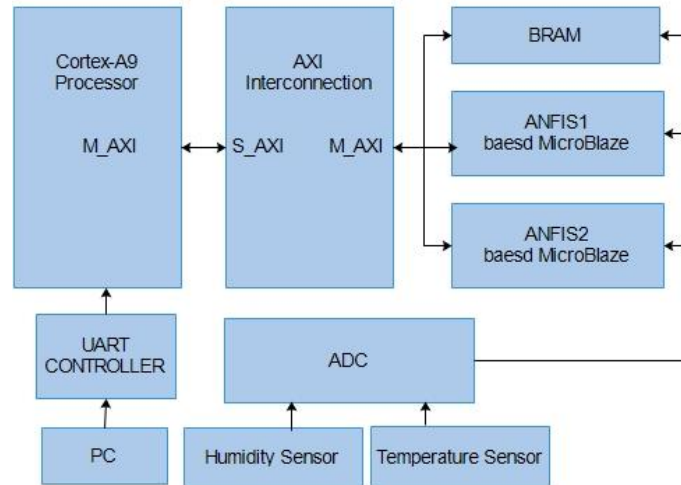 Cortex-A9
Processor
M_AXI
AXI
Interconnection
S_AXI
M_AXI
BRAM
ANFIS1
baesd MicroBlaze
ANFIS2
baesd MicroBlaze
UART
CONTROLLER
ADC
PC
Humidity Sensor
Temperature Sensor